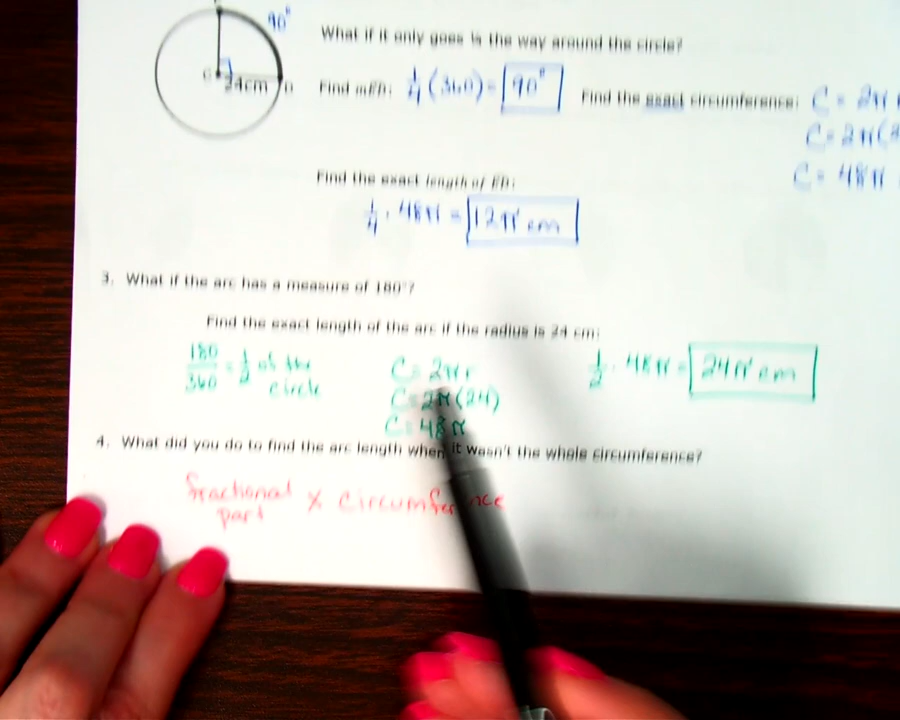 90°
24cm
What if it only goes ¼ the way around the circle?
Find mED: 1/4 (360) = 90° Find the exact circumference: C = 2π
C = 2π(2
C = 48π
Find the exact length of ED:
1/4 · 48π = 12π cm
3. What if the arc has a measure of 180°?
Find the exact length of the arc if the radius is 24 cm:
180/360 = 1/2 of the circle
C = 2πr
C = 2π(24)
C = 48π
1/2 · 48π = 24π cm
4. What did you do to find the arc length when it wasn't the whole circumference?
fractional part × circumference